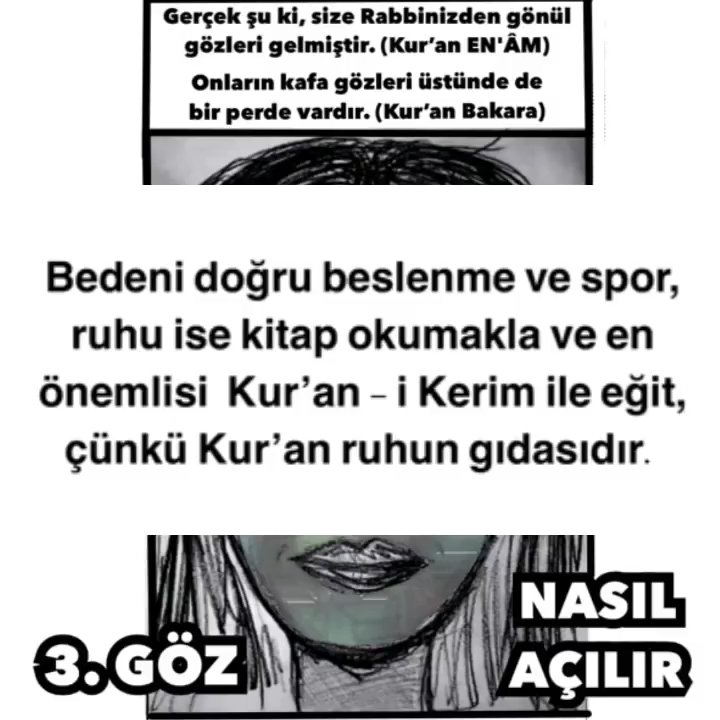 Gerçek şu ki, size Rabbinizden gönül
gözleri gelmiştir. (Kur'an EN'ÂM)
Onların kafa gözleri üstünde de
bir perde vardır. (Kur'an Bakara)
Bedeni doğru beslenme ve spor,
ruhu ise kitap okumakla ve en
önemlisi Kur'an – i Kerim ile eğit,
çünkü Kur'an ruhun gıdasıdır.
3. GÖZ
NASIL
AÇILIR